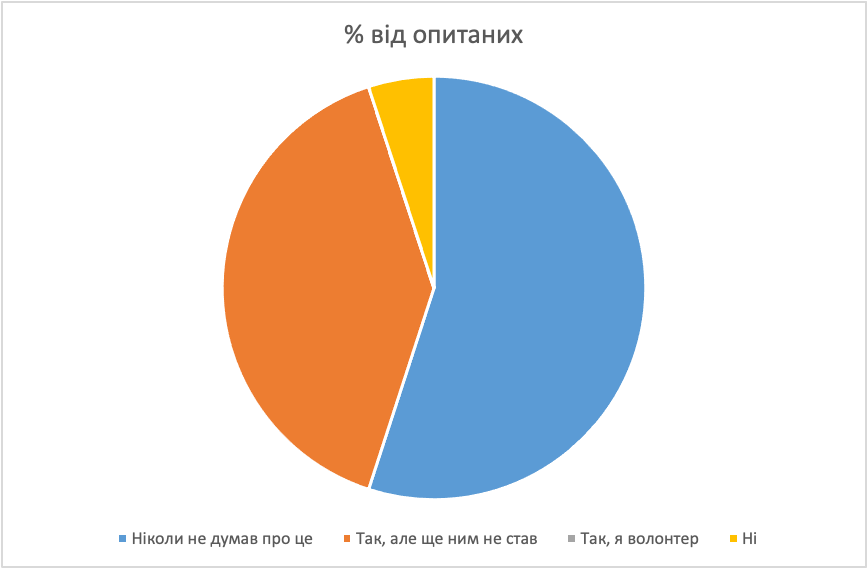 % від опитаних
Ніколи не думав про це Так, але ще ним не став Так, я волонтер Ні